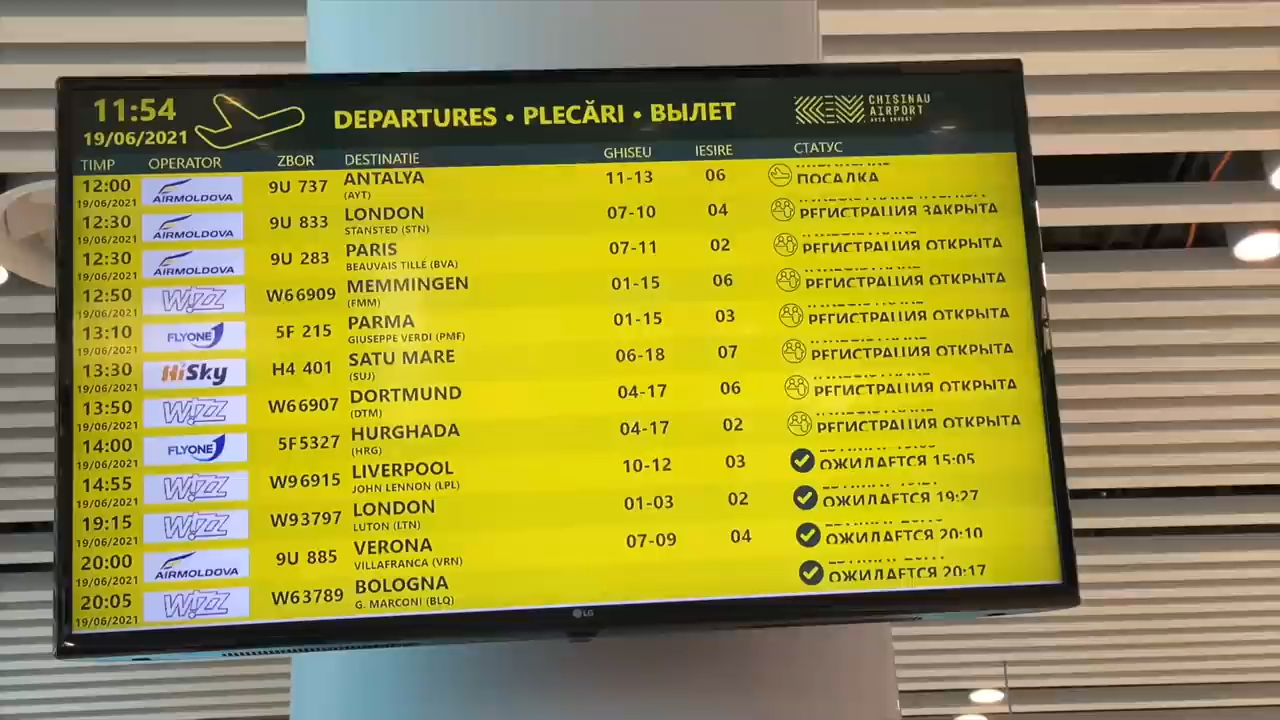 11:54
19/06/2021
DEPARTURES • PLECĂRI • ВЫЛЕТ
CHISINAU
AIRPORT
AVIA INVEST
TIMP OPERATOR ZBOR DESTINATIE GHISEU IESIRE СТАТУС
12:00 AIRMOLDOVA 9U 737 ANTALYA 11-13 06 ПОСАДКА
19/06/2021 (AYT)
12:30 AIRMOLDOVA 9U 833 LONDON 07-10 04 РЕГИСТРАЦИЯ ЗАКРЫТА
19/06/2021 STANSTED (STN)
12:30 AIRMOLDOVA 9U 283 PARIS 07-11 02 РЕГИСТРАЦИЯ ОТКРЫТА
19/06/2021 BEAUVAIS TILLE (BVA)
12:50 WIZZ W66909 MEMMINGEN 01-15 06 РЕГИСТРАЦИЯ ОТКРЫТА
19/06/2021 (FMM)
13:10 FLYONE 5F 215 PARMA 01-15 03 РЕГИСТРАЦИЯ ОТКРЫТА
19/06/2021 GIUSEPPE VERDI (PMF)
13:30 HiSky H4 401 SATU MARE 06-18 07 РЕГИСТРАЦИЯ ОТКРЫТА
19/06/2021 (SUJ)
13:50 WIZZ W66907 DORTMUND 04-17 06 РЕГИСТРАЦИЯ ОТКРЫТА
19/06/2021 (DTM)
14:00 FLYONE 5F5327 HURGHADA 04-17 02 РЕГИСТРАЦИЯ ОТКРЫТА
19/06/2021 (HRG)
14:55 WIZZ W96915 LIVERPOOL 10-12 03 ОЖИДАЕТСЯ 15:05
19/06/2021 JOHN LENNON (LPL)
19:15 WIZZ W93797 LONDON 01-03 02 ОЖИДАЕТСЯ 19:27
19/06/2021 LUTON (LTN)
20:00 AIRMOLDOVA 9U 885 VERONA 07-09 04 ОЖИДАЕТСЯ 20:10
19/06/2021 VILLAFRANCA (VRN)
20:05 WIZZ W63789 BOLOGNA ОЖИДАЕТСЯ 20:17
19/06/2021 G. MARCONI (BLQ)
LG